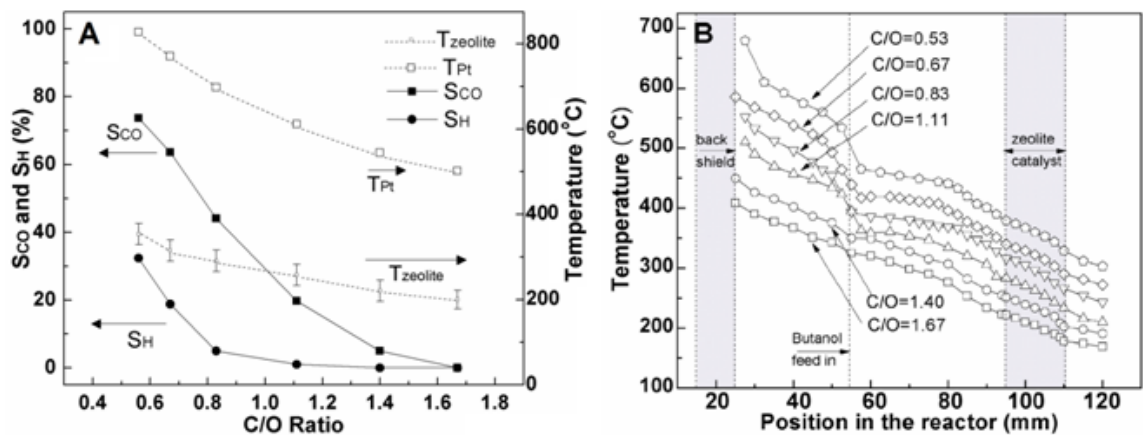 A
100
80
60
40
20
0
SCO and SH (%)
0.4 0.6 0.8 1.0 1.2 1.4 1.6 1.8
C/O Ratio
800
600
400
200
0
Temperature (°C)
Tzeolite
TPt
SCO
SH
SCO
TPt
Tzeolite
SH
B
700°C
600
500
400
300
200
100
Temperature (°C)
C/O=0.53
C/O=0.67
C/O=0.83
C/O=1.11
back
shield
zeolite
catalyst
C/O=1.40
C/O=1.67
Butanol
feed in
20 40 60 80 100 120
Position in the reactor (mm)